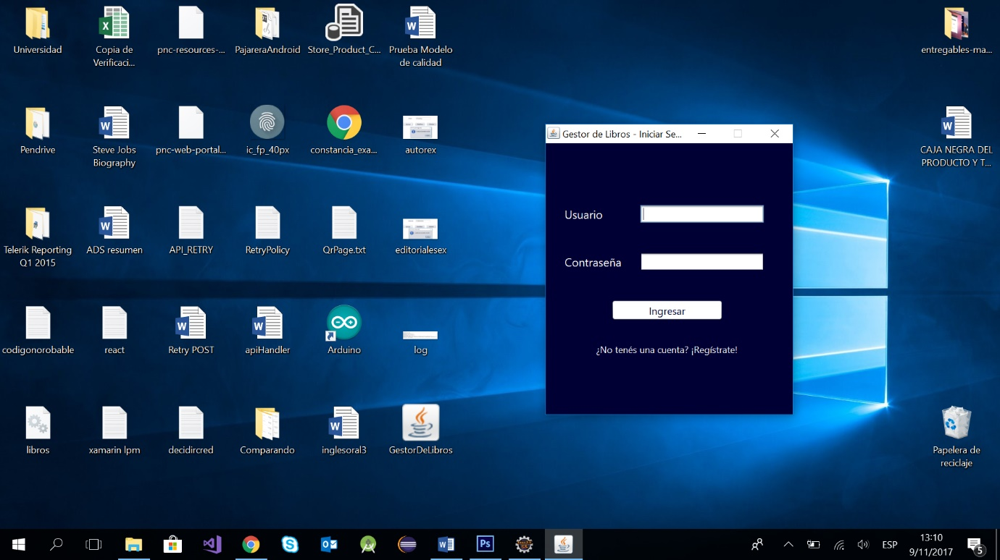 Universidad
Copia de
Verificaci...
pnc-resources-...
PajareraAndroid
Store_Product_C...
Prueba Modelo
de calidad
entregables-ma...
Pendrive
Steve Jobs
Biography
pnc-web-portal...
ic_fp_40px
constancia_exa...
autorex
CAJA NEGRA DEL
PRODUCTO Y T...
Telerik Reporting
Q1 2015
ADS resumen
API_RETRY
RetryPolicy
QrPage.txt
editorialesex
codigonorobable
react
Retry POST
apiHandler
Arduino
log
libros
xamarin lpm
decidircred
Comparando
inglesoral3
GestorDeLibros
Papelera de
reciclaje
Gestor de Libros - Iniciar Se...
Usuario
Contraseña
Ingresar
¿No tenés una cuenta? ¡Regístrate!
Ps
ESP
13:10
9/11/2017
5